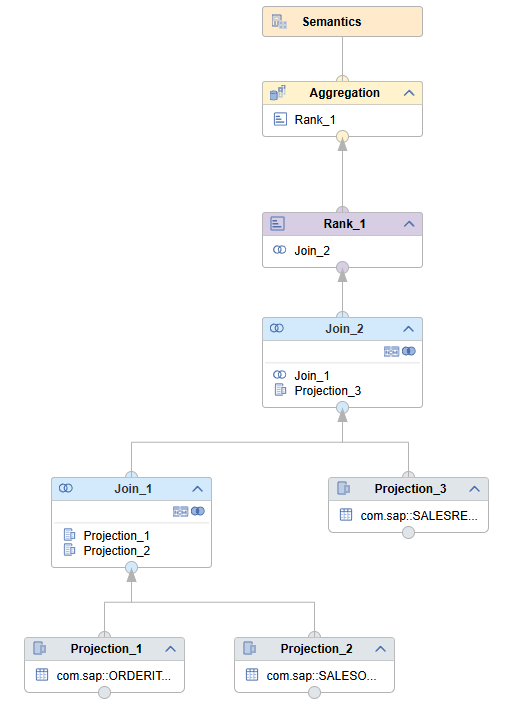 Semantics
Aggregation
Rank_1
Rank_1
Join_2
Join_2
Join_1
Projection_3
Join_1
Projection_1
Projection_2
Projection_3
com.sap::SALESRE...
Projection_1
com.sap::ORDERIT...
Projection_2
com.sap::SALESO...